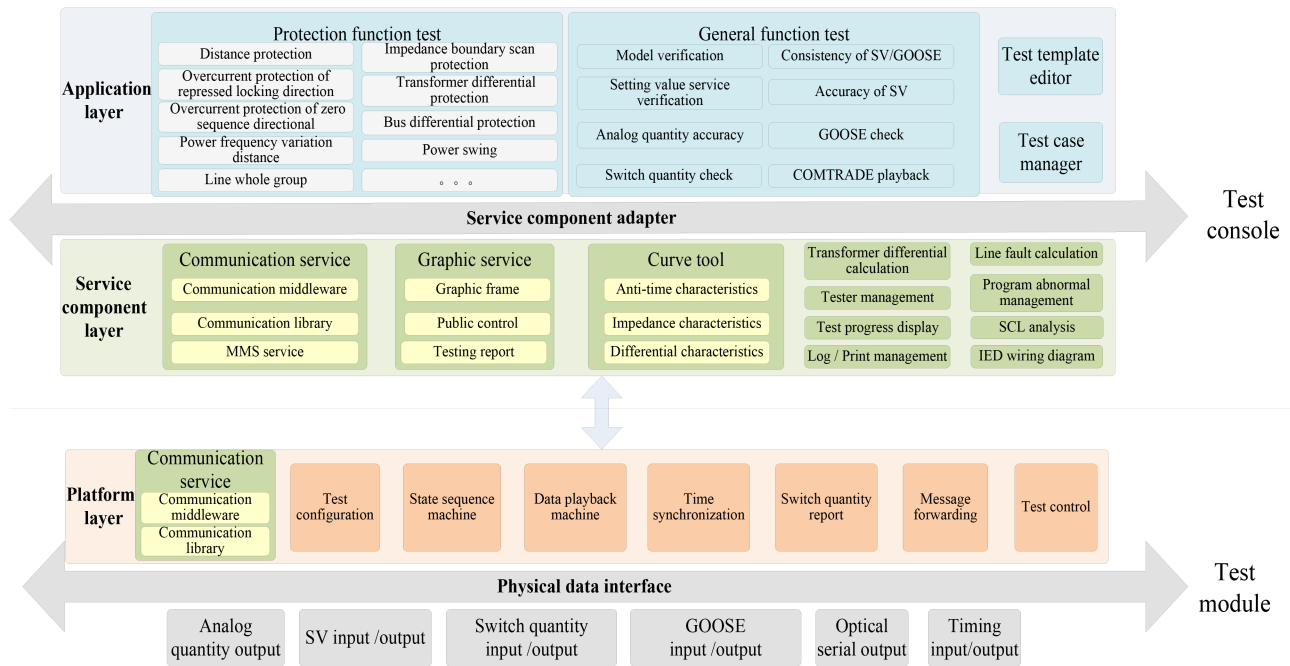 Protection function test
General function test
Application
layer
Distance protection
Overcurrent protection of
repressed locking direction
Overcurrent protection of zero
sequence directional
Power frequency variation
distance
Line whole group
Impedance boundary scan
protection
Transformer differential
protection
Bus differential protection
Power swing
。。。
Model verification
Setting value service
verification
Analog quantity accuracy
Switch quantity check
Consistency of SV/GOOSE
Accuracy of SV
GOOSE check
COMTRADE playback
Test template
editor
Test case
manager
Service component adapter
Test
console
Service
component
layer
Communication service
Communication middleware
Communication library
MMS service
Graphic service
Graphic frame
Public control
Testing report
Curve tool
Anti-time characteristics
Impedance characteristics
Differential characteristics
Transformer differential
calculation
Tester management
Test progress display
Log / Print management
Line fault calculation
Program abnormal
management
SCL analysis
IED wiring diagram
Platform
layer
Communication
service
Communication
middleware
Communication
library
Test
configuration
State sequence
machine
Data playback
machine
Time
synchronization
Switch quantity
report
Message
forwarding
Test control
Physical data interface
Test
module
Analog
quantity output
SV input /output
Switch quantity
input /output
GOOSE
input /output
Optical
serial output
Timing
input/output